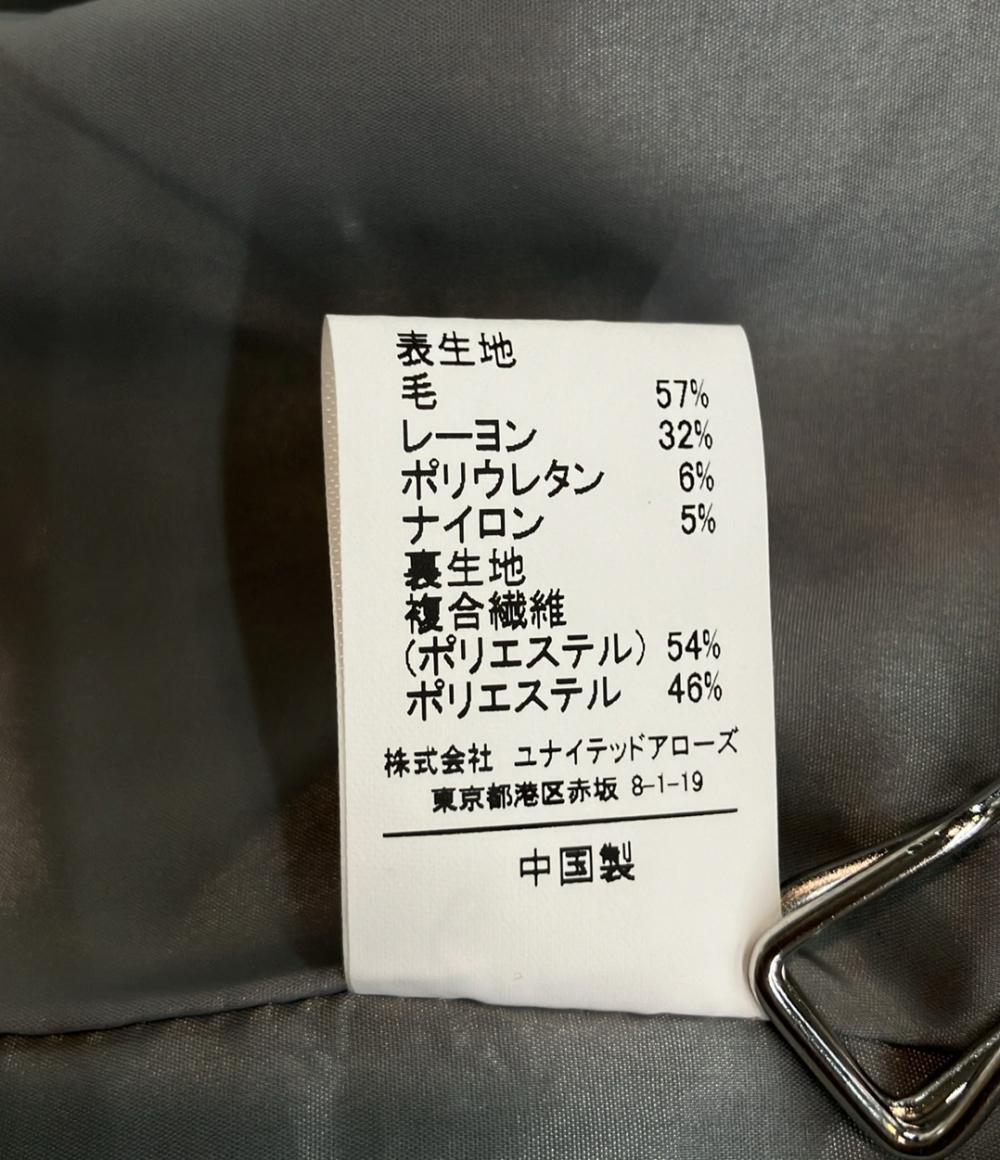 表生地
毛 57%
レーヨン 32%
ポリウレタン 6%
ナイロン 5%
裏生地
複合繊維
(ポリエステル) 54%
ポリエステル 46%
株式会社 ユナイテッドアローズ
東京都港区赤坂 8-1-19
中国製